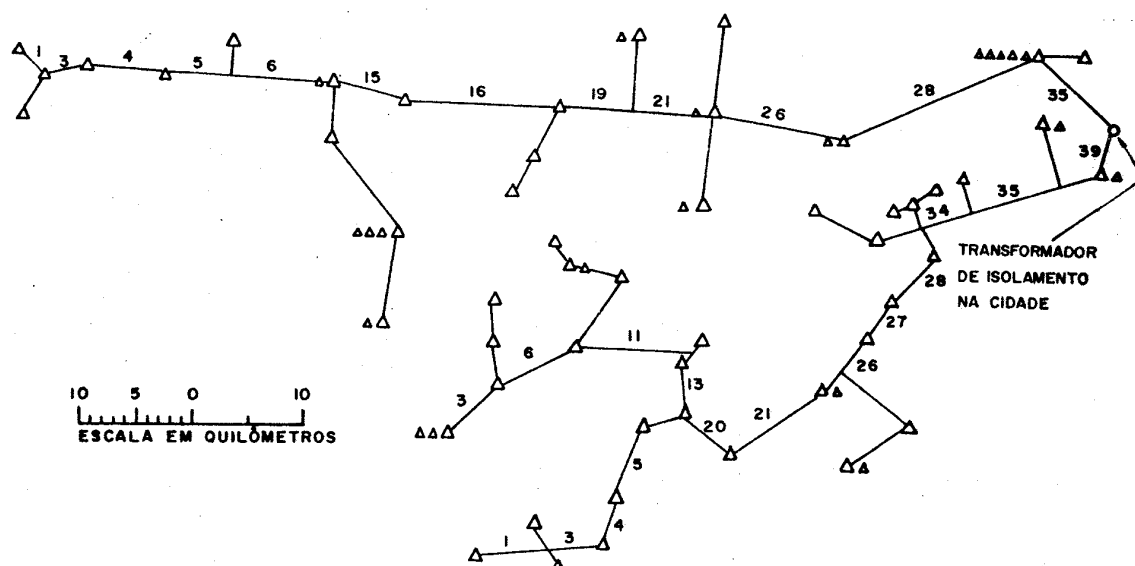 1 3 4 5 6 15 16 19 21 26 28 35
39
35
34
TRANSFORMADOR
DE ISOLAMENTO
NA CIDADE
28
27
26
21
20
13
11
6
3
5
4
3
1
10 5 0 10
ESCALA EM QUILÔMETROS